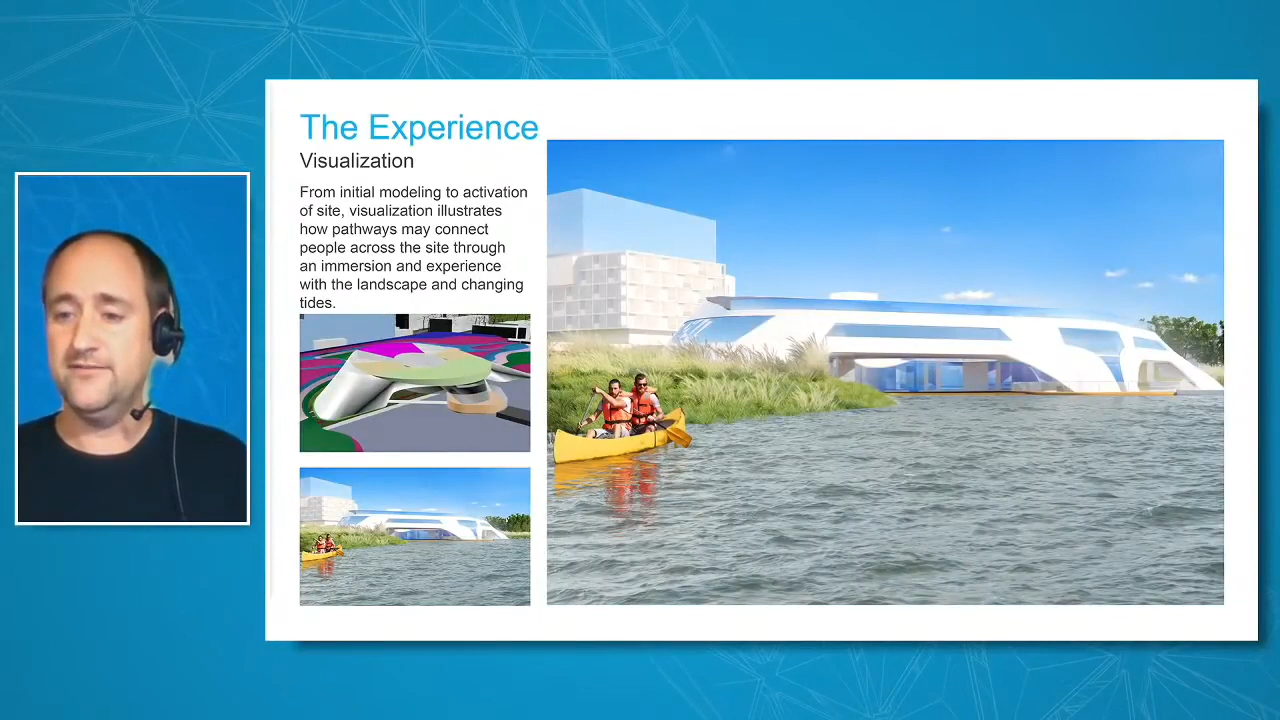 The Experience
Visualization
From initial modeling to activation
of site, visualization illustrates
how pathways may connect
people across the site through
an immersion and experience
with the landscape and changing
tides.